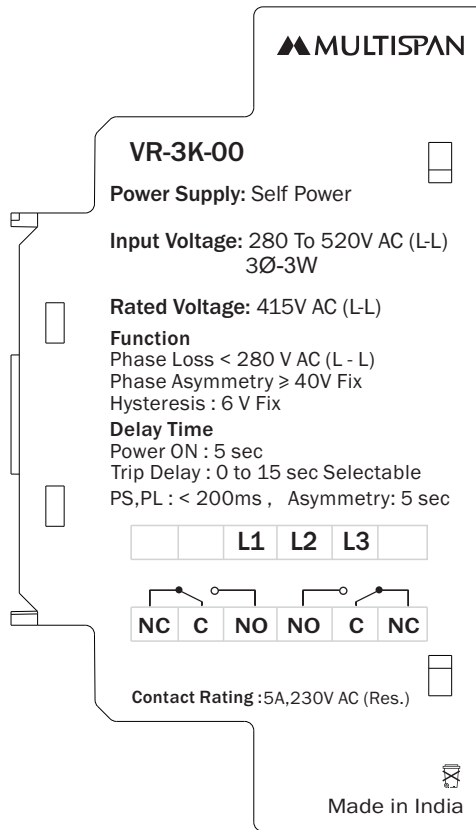 MULTISPAN
VR-3K-00
Power Supply: Self Power
Input Voltage: 280 To 520V AC (L-L)
3Ø-3W
Rated Voltage: 415V AC (L-L)
Function
Phase Loss < 280 V AC (L - L)
Phase Asymmetry ⩾ 40V Fix
Hysteresis : 6 V Fix
Delay Time
Power ON : 5 sec
Trip Delay : 0 to 15 sec Selectable
PS,PL : < 200ms , Asymmetry: 5 sec
L1 L2 L3
NC C NO NO C NC
Contact Rating :5A,230V AC (Res.)
Made in India